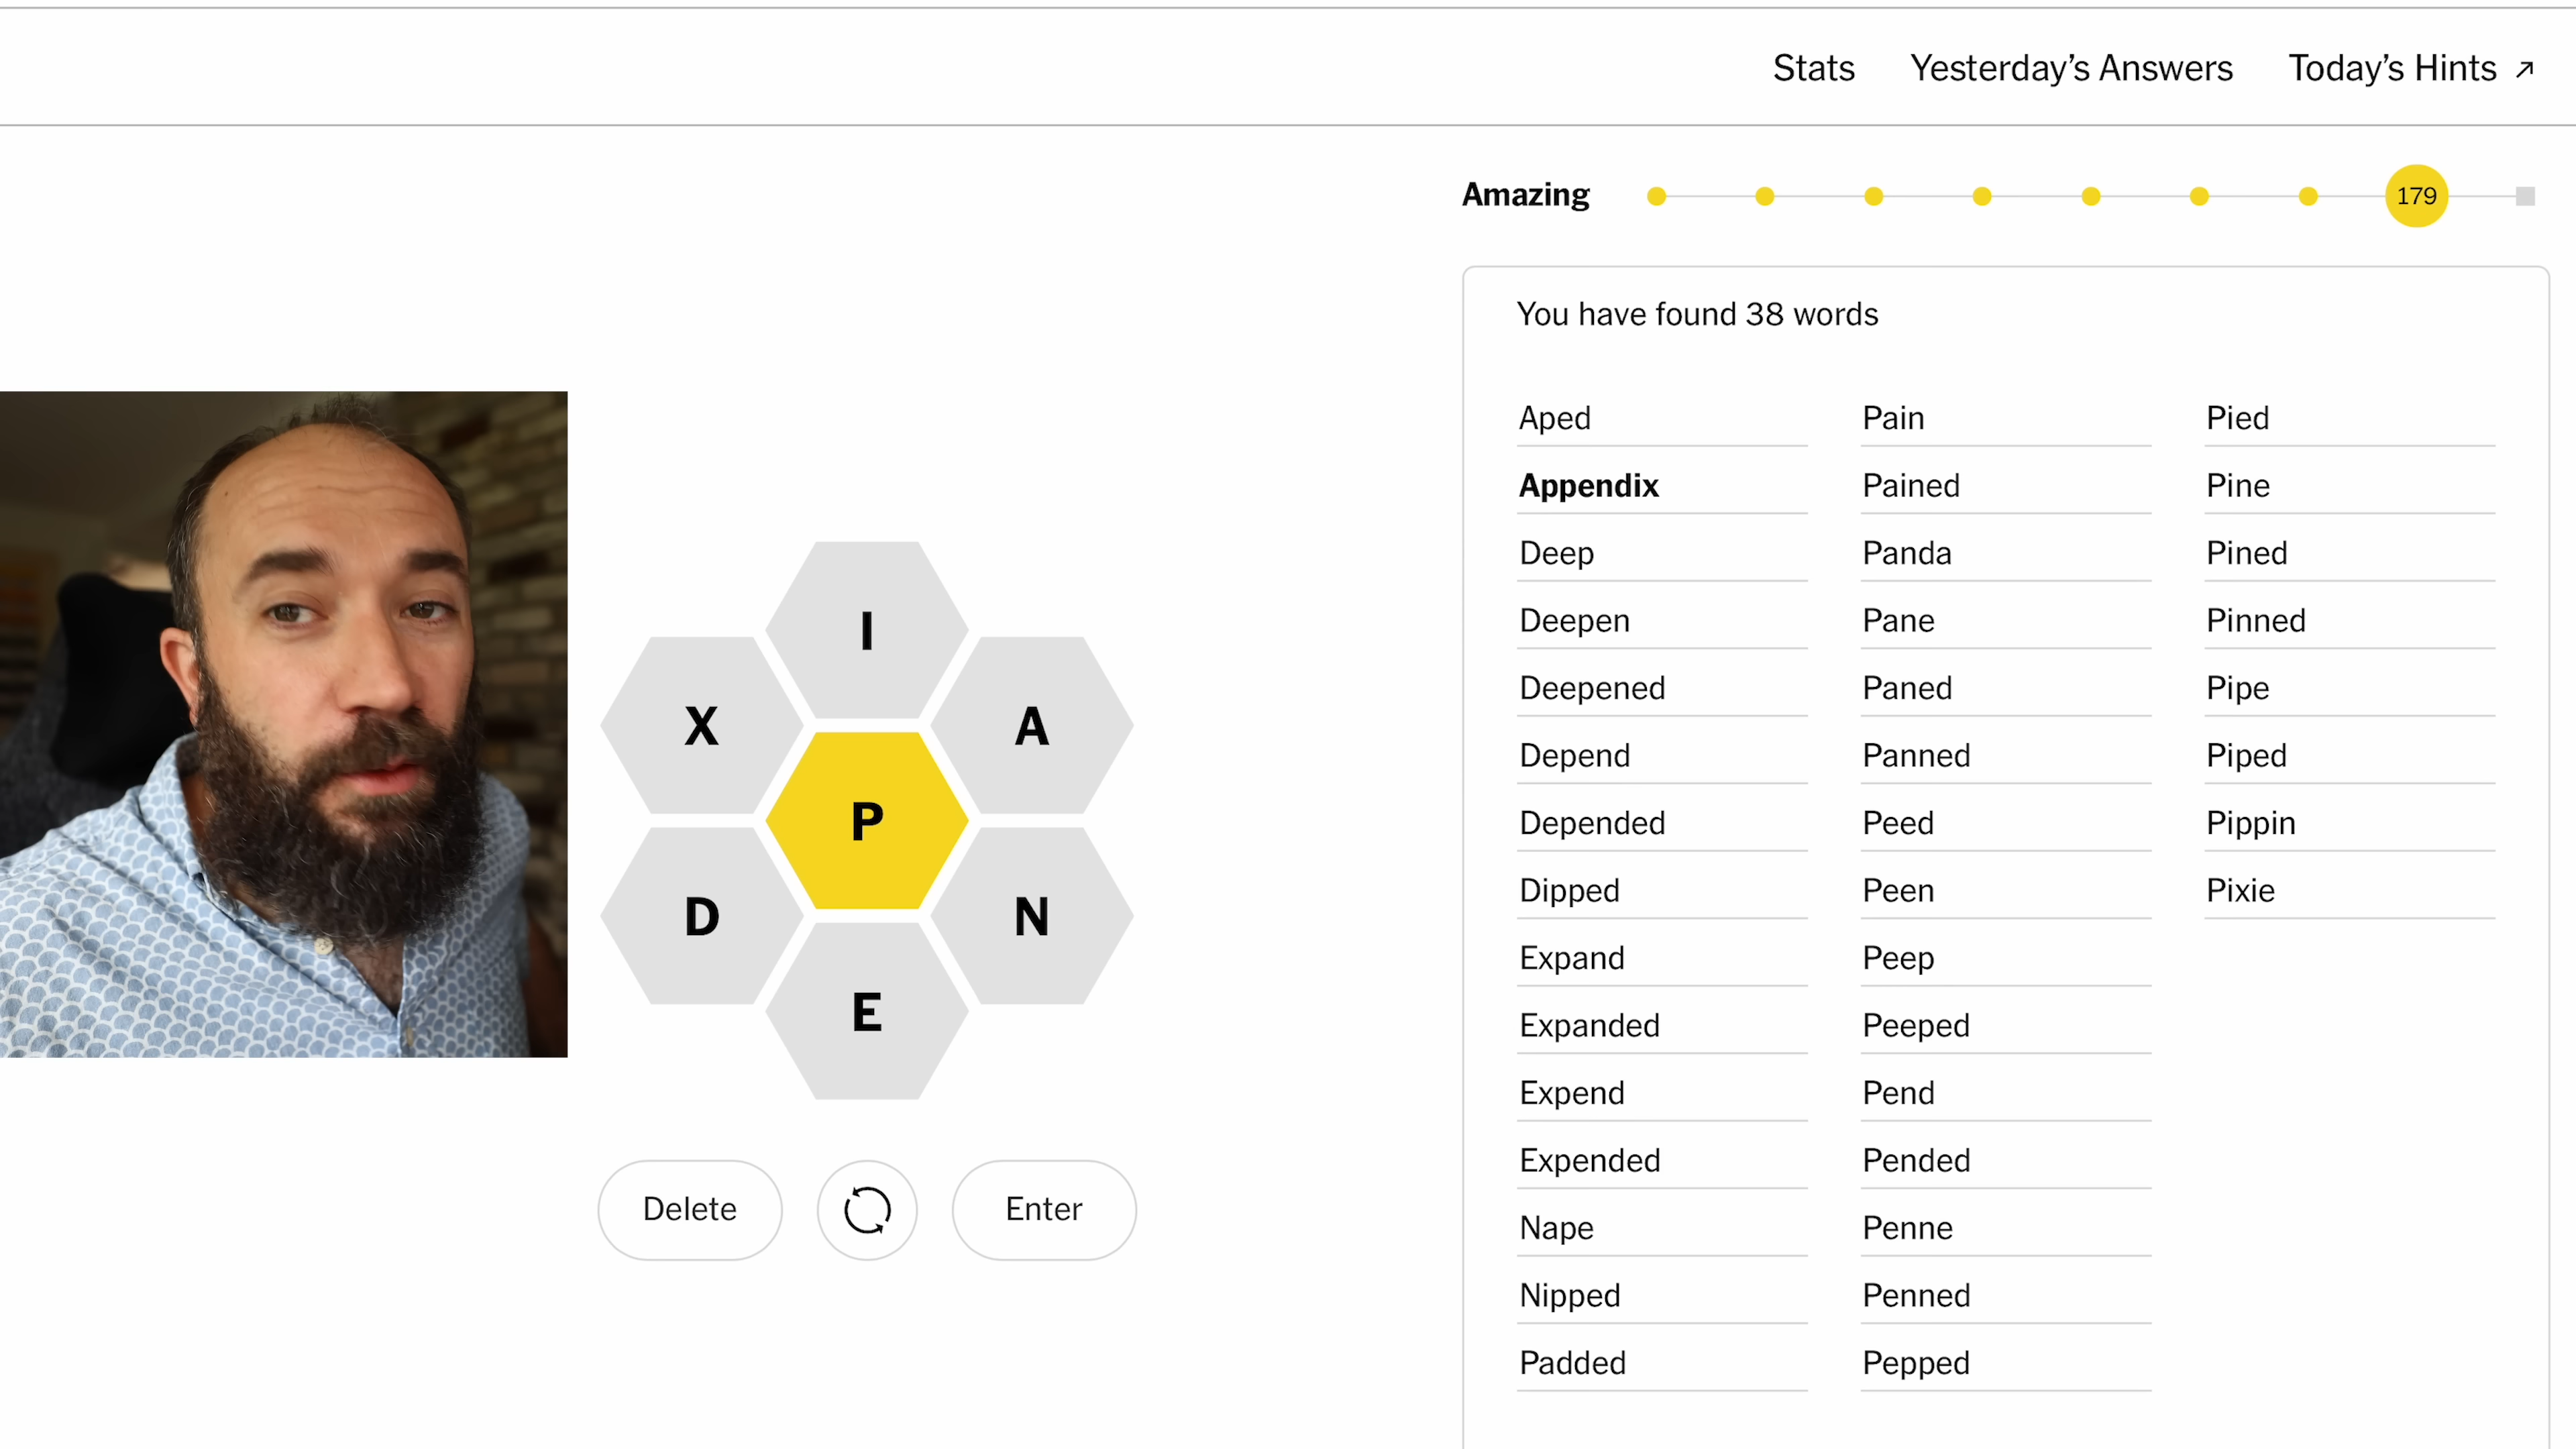 Stats Yesterday’s Answers Today’s Hints ↗
Amazing 179
You have found 38 words
Aped
Appendix
Deep
Deepen
Deepened
Depend
Depended
Dipped
Expand
Expanded
Expend
Expended
Nape
Nipped
Padded
Pain
Pained
Panda
Pane
Paned
Panned
Peed
Peen
Peep
Peeped
Pend
Pended
Penne
Penned
Pepped
Pied
Pine
Pined
Pinned
Pipe
Piped
Pippin
Pixie
I
X A
P
D N
E
Delete Enter